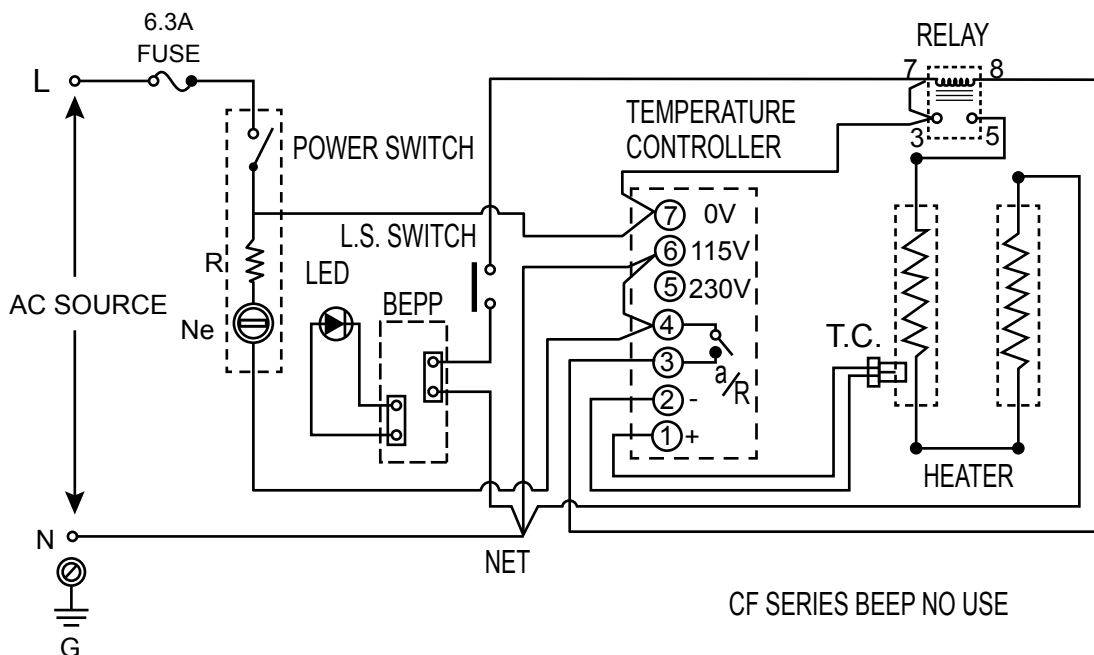 6.3A
FUSE
L
RELAY
7
8
3
5
TEMPERATURE
CONTROLLER
POWER SWITCH
7 0V
6 115V
5 230V
4
3
a/R
2 -
1 +
L.S. SWITCH
R
LED
BEPP
Ne
AC SOURCE
T.C.
HEATER
N
NET
G
CF SERIES BEEP NO USE